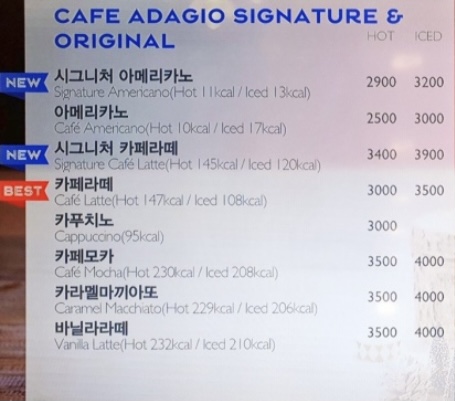 CAFE ADAGIO SIGNATURE &
ORIGINAL
HOT ICED
NEW 시그니처 아메리카노 2900 3200
Signature Americano(Hot 11kcal / Iced 13kcal)
아메리카노 2500 3000
Café Americano(Hot 10kcal / Iced 17kcal)
NEW 시그니처 카페라떼 3400 3900
Signature Café Latte(Hot 145kcal / Iced 120kcal)
BEST 카페라떼 3000 3500
Café Latte(Hot 147kcal / Iced 108kcal)
카푸치노 3000
Cappuccino(95kcal)
카페모카 3500 4000
Café Mocha(Hot 230kcal / Iced 208kcal)
카라멜마끼아또 3500 4000
Caramel Macchiato(Hot 229kcal / Iced 206kcal)
바닐라라떼 3500 4000
Vanilla Latte(Hot 232kcal / Iced 210kcal)